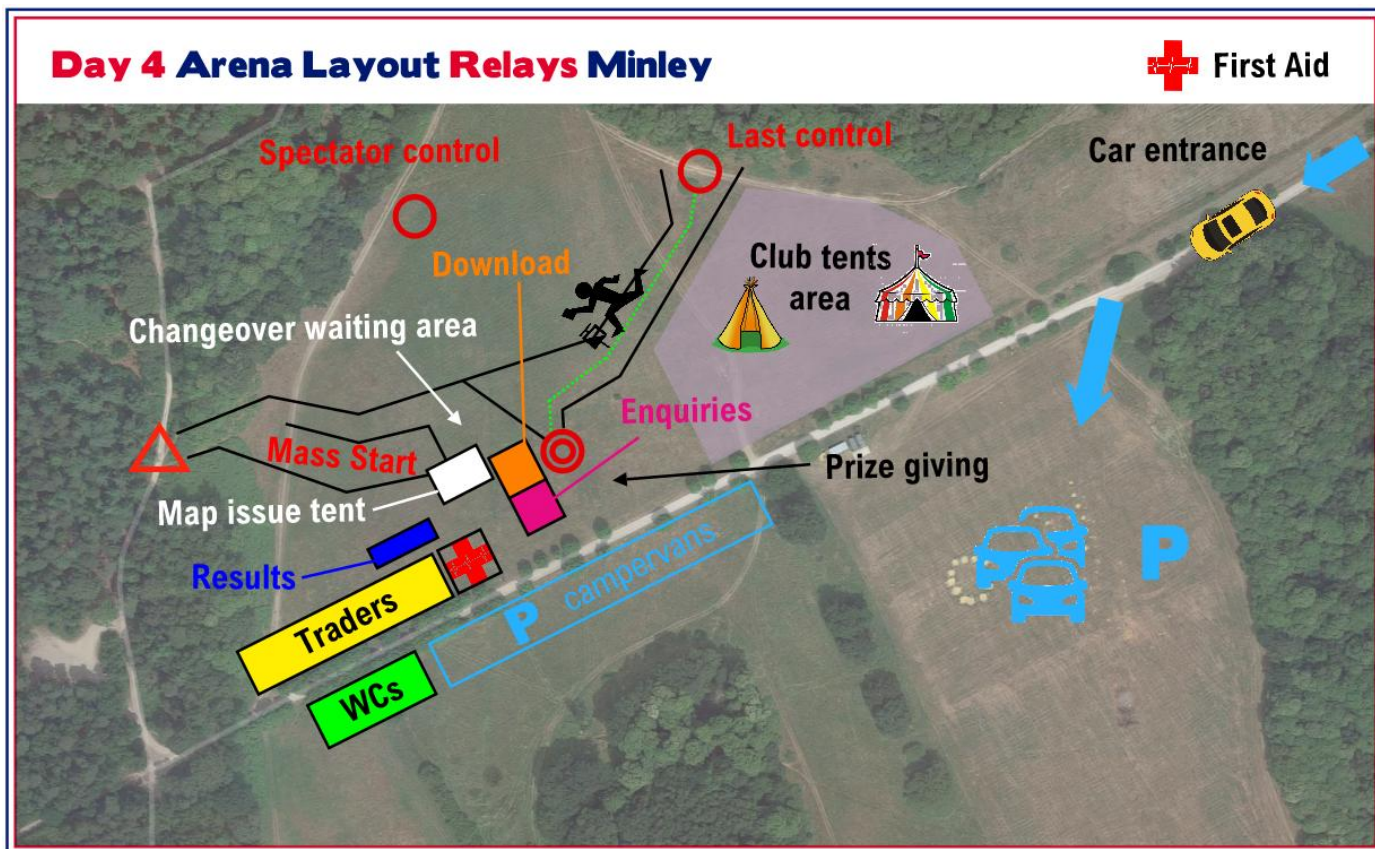 Day 4 Arena Layout Relays Minley
First Aid
Last control
Car entrance
Spectator control
Club tents
area
Download
Changeover waiting area
Enquiries
Mass Start
Prize giving
Map issue tent
P campervans
P
Results
Traders
WCs